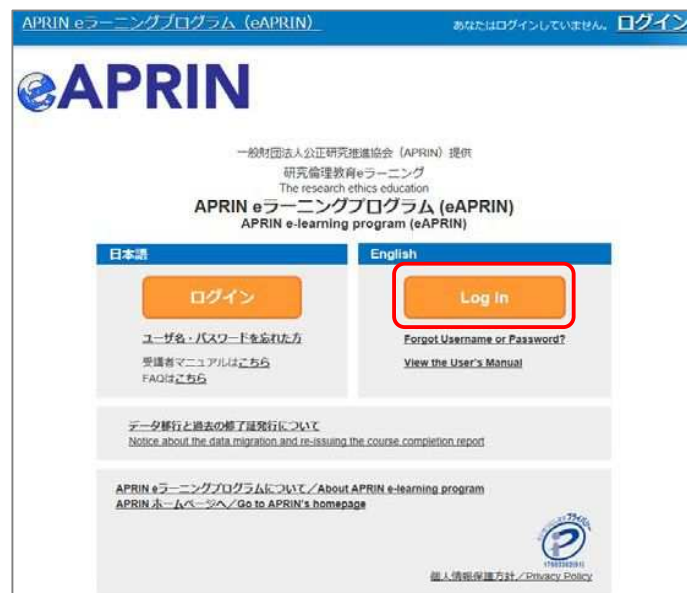 APRIN eラーニングプログラム（eAPRIN）
あなたはログインしていません。 ログイン
eAPRIN
一般財団法人公正研究推進協会（APRIN）提供
研究倫理教育eラーニング
The research ethics education
APRIN eラーニングプログラム (eAPRIN)
APRIN e-learning program (eAPRIN)
日本語
ログイン
ユーザ名・パスワードを忘れた方
受講者マニュアルはこちら
FAQはこちら
English
Log In
Forgot Username or Password?
View the User's Manual
データ移行と過去の修了証発行について
Notice about the data migration and re-issuing the course completion report
APRIN eラーニングプログラムについて／About APRIN e-learning program
APRIN ホームページへ／Go to APRIN's homepage
個人情報保護方針／Privacy Policy